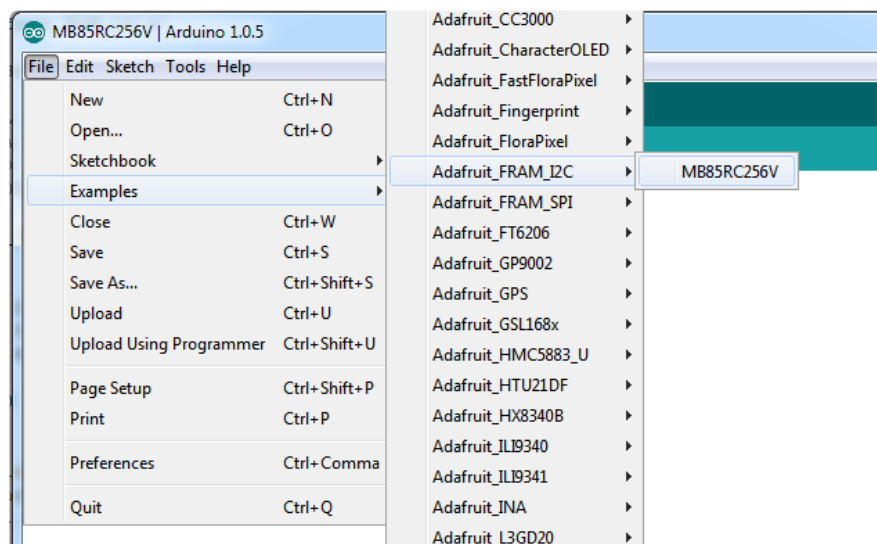 MB85RC256V | Arduino 1.0.5
File Edit Sketch Tools Help
New Ctrl+N
Open... Ctrl+O
Sketchbook
Examples
Close Ctrl+W
Save Ctrl+S
Save As... Ctrl+Shift+S
Upload Ctrl+U
Upload Using Programmer Ctrl+Shift+U
Page Setup Ctrl+Shift+P
Print Ctrl+P
Preferences Ctrl+Comma
Quit Ctrl+Q
Adafruit_CC3000
Adafruit_CharacterOLED
Adafruit_FastFloraPixel
Adafruit_Fingerprint
Adafruit_FloraPixel
Adafruit_FRAM_I2C
Adafruit_FRAM_SPI
Adafruit_FT6206
Adafruit_GP9002
Adafruit_GPS
Adafruit_GSL168x
Adafruit_HMC5883_U
Adafruit_HTU21DF
Adafruit_HX8340B
Adafruit_ILI9340
Adafruit_ILI9341
Adafruit_INA
Adafruit_L3GD20
MB85RC256V